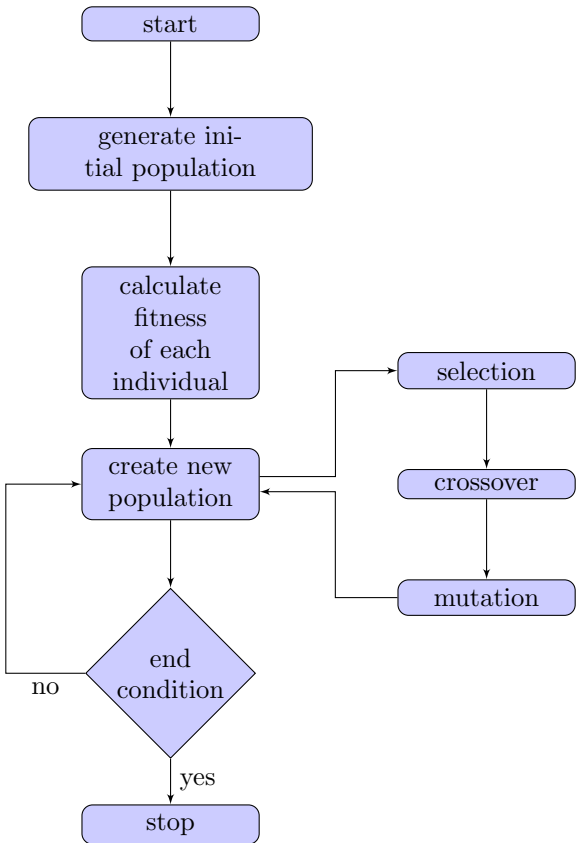 start
generate ini-
tial population
calculate
fitness
of each
individual
create new
population
selection
crossover
mutation
end
condition
no
yes
stop